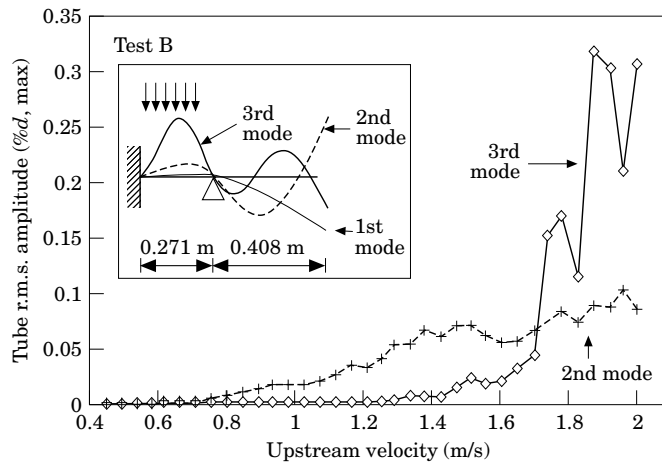 0.35
0.3
0.25
0.2
0.15
0.1
0.05
0
Tube r.m.s. amplitude (%d, max)
Test B
3rd
mode
2nd
mode
1st
mode
0.271 m
0.408 m
3rd
mode
2nd mode
0.4
0.6
0.8
1
1.2
1.4
1.6
1.8
2
Upstream velocity (m/s)